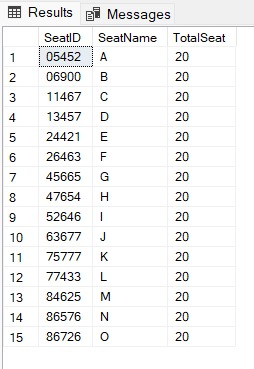 Results Messages
SeatID SeatName TotalSeat
1 05452 A 20
2 06900 B 20
3 11467 C 20
4 13457 D 20
5 24421 E 20
6 26463 F 20
7 45665 G 20
8 47654 H 20
9 52646 I 20
10 63677 J 20
11 75777 K 20
12 77433 L 20
13 84625 M 20
14 86576 N 20
15 86726 O 20